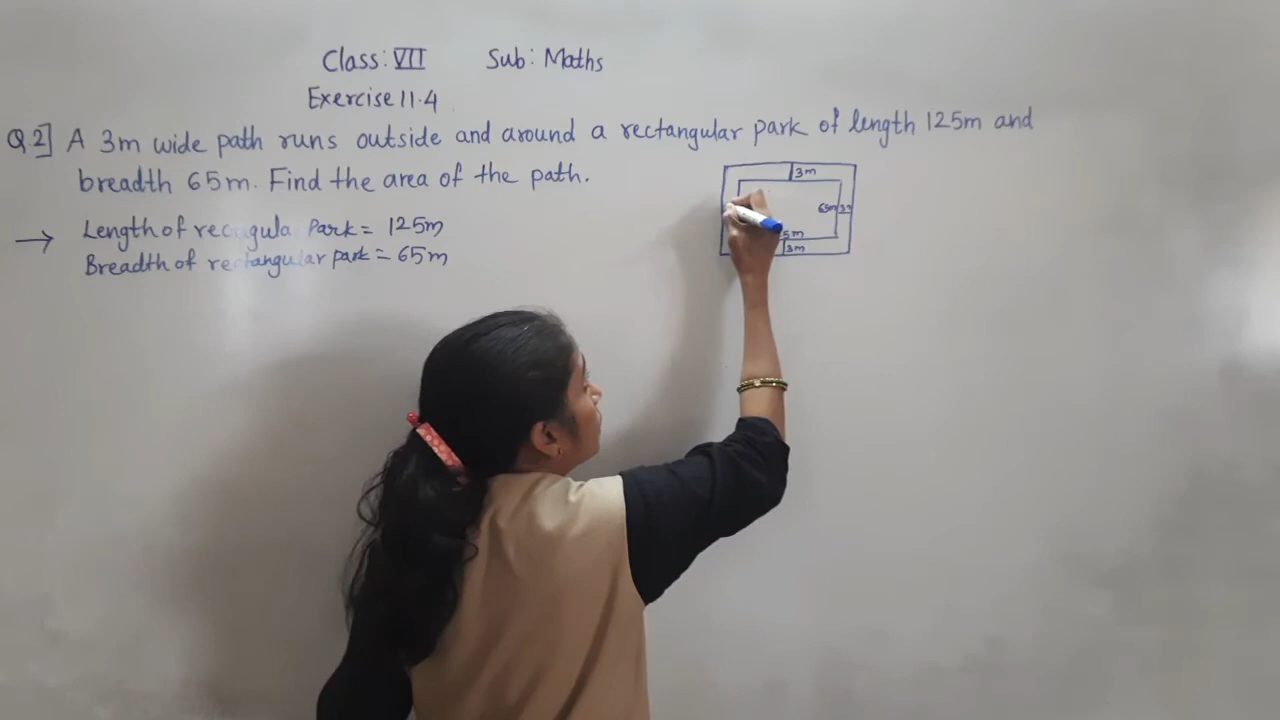 Class: VII Sub: Maths
Exercise 11.4
Q.2] A 3m wide path runs outside and around a rectangular park of length 125m and
breadth 65m. Find the area of the path.
→ Length of recrgula Park = 125m
Breadth of rectangular park = 65m
3m
65m
5m
3m